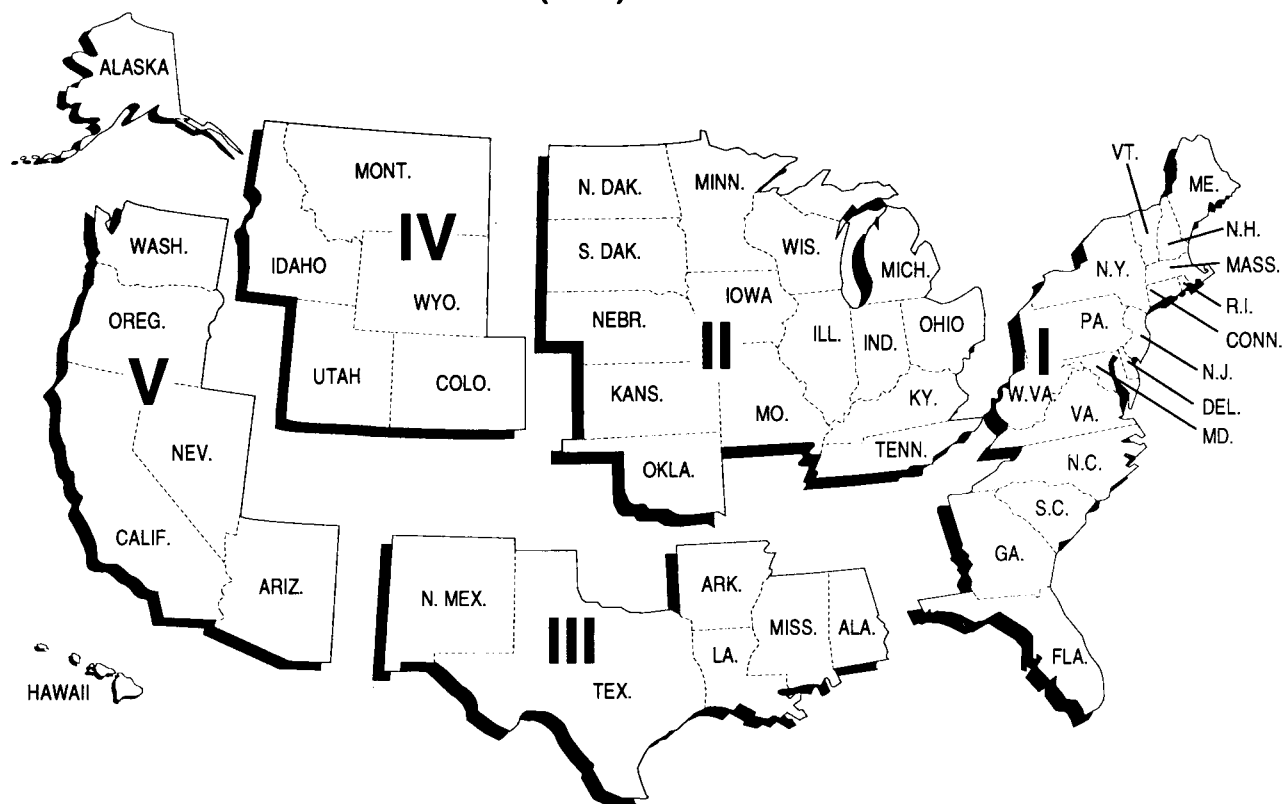 ALASKA
WASH.
OREG.
V
NEV.
CALIF.
ARIZ.
HAWAII
MONT.
IV
IDAHO
WYO.
UTAH
COLO.
N. DAK.
MINN.
S. DAK.
WIS.
MICH.
IOWA
NEBR.
II
ILL.
IND.
OHIO
KANS.
MO.
KY.
OKLA.
TENN.
N. MEX.
III
TEX.
ARK.
LA.
MISS.
ALA.
VT.
ME.
N.H.
MASS.
N.Y.
R.I.
CONN.
PA.
I
N.J.
DEL.
MD.
W.VA.
VA.
N.C.
S.C.
GA.
FLA.